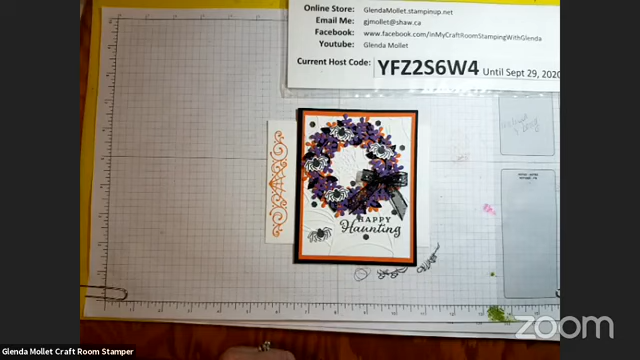 Online Store: GlendaMollet.stampinup.net
Email Me: gjmollet@shaw.ca
Facebook: www.facebook.com/InMyCraftRoomStampingWithGlenda
Youtube: Glenda Mollet
Current Host Code: YFZ2S6W4 Until Sept 29, 2020
HAPPY
Haunting
zoom
Glenda Mollet Craft Room Stamper